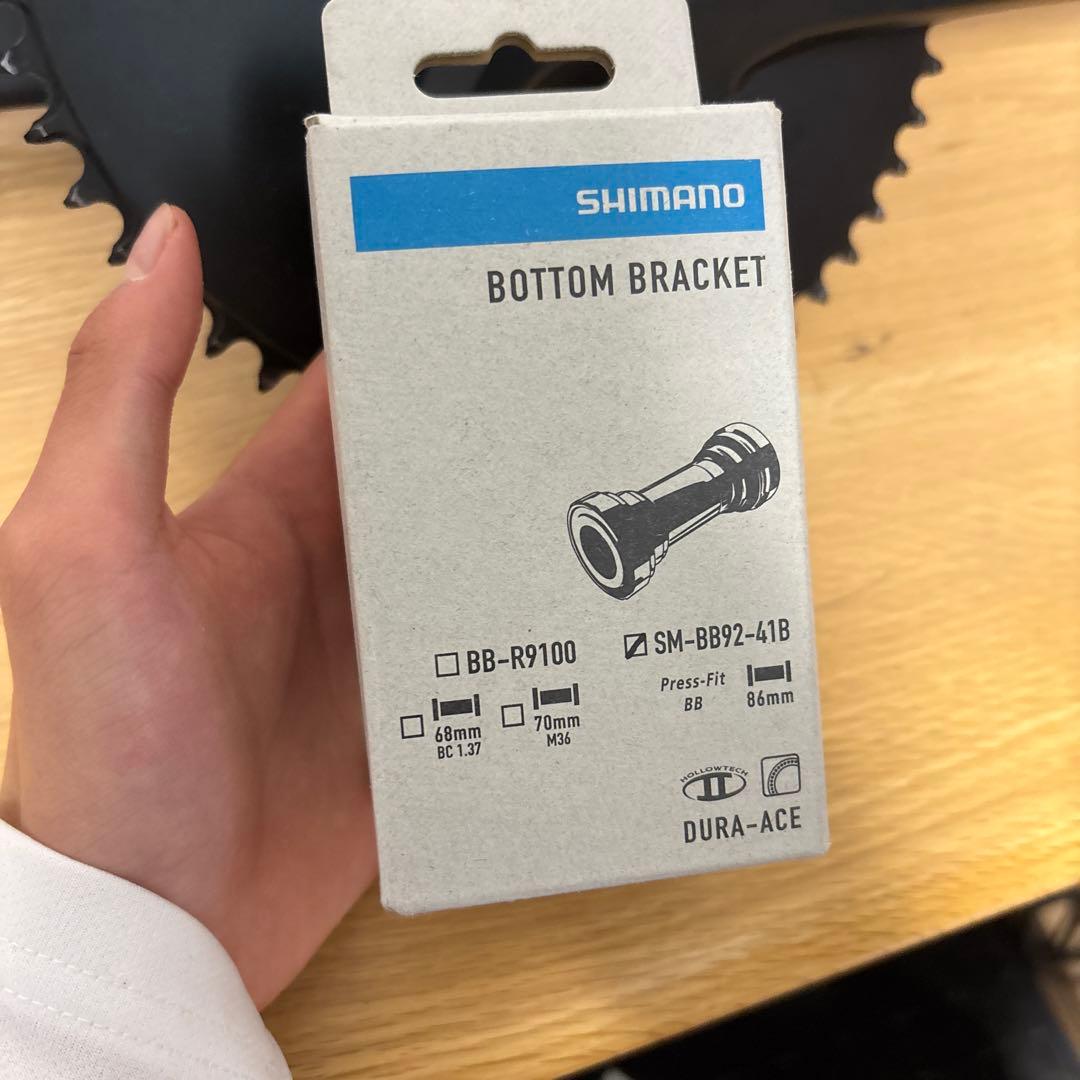 SHIMANO
BOTTOM BRACKET
BB-R9100
68mm
BC 1.37
70mm
M36
SM-BB92-41B
Press-Fit
BB
86mm
HOLLOWTECH
II
DURA-ACE